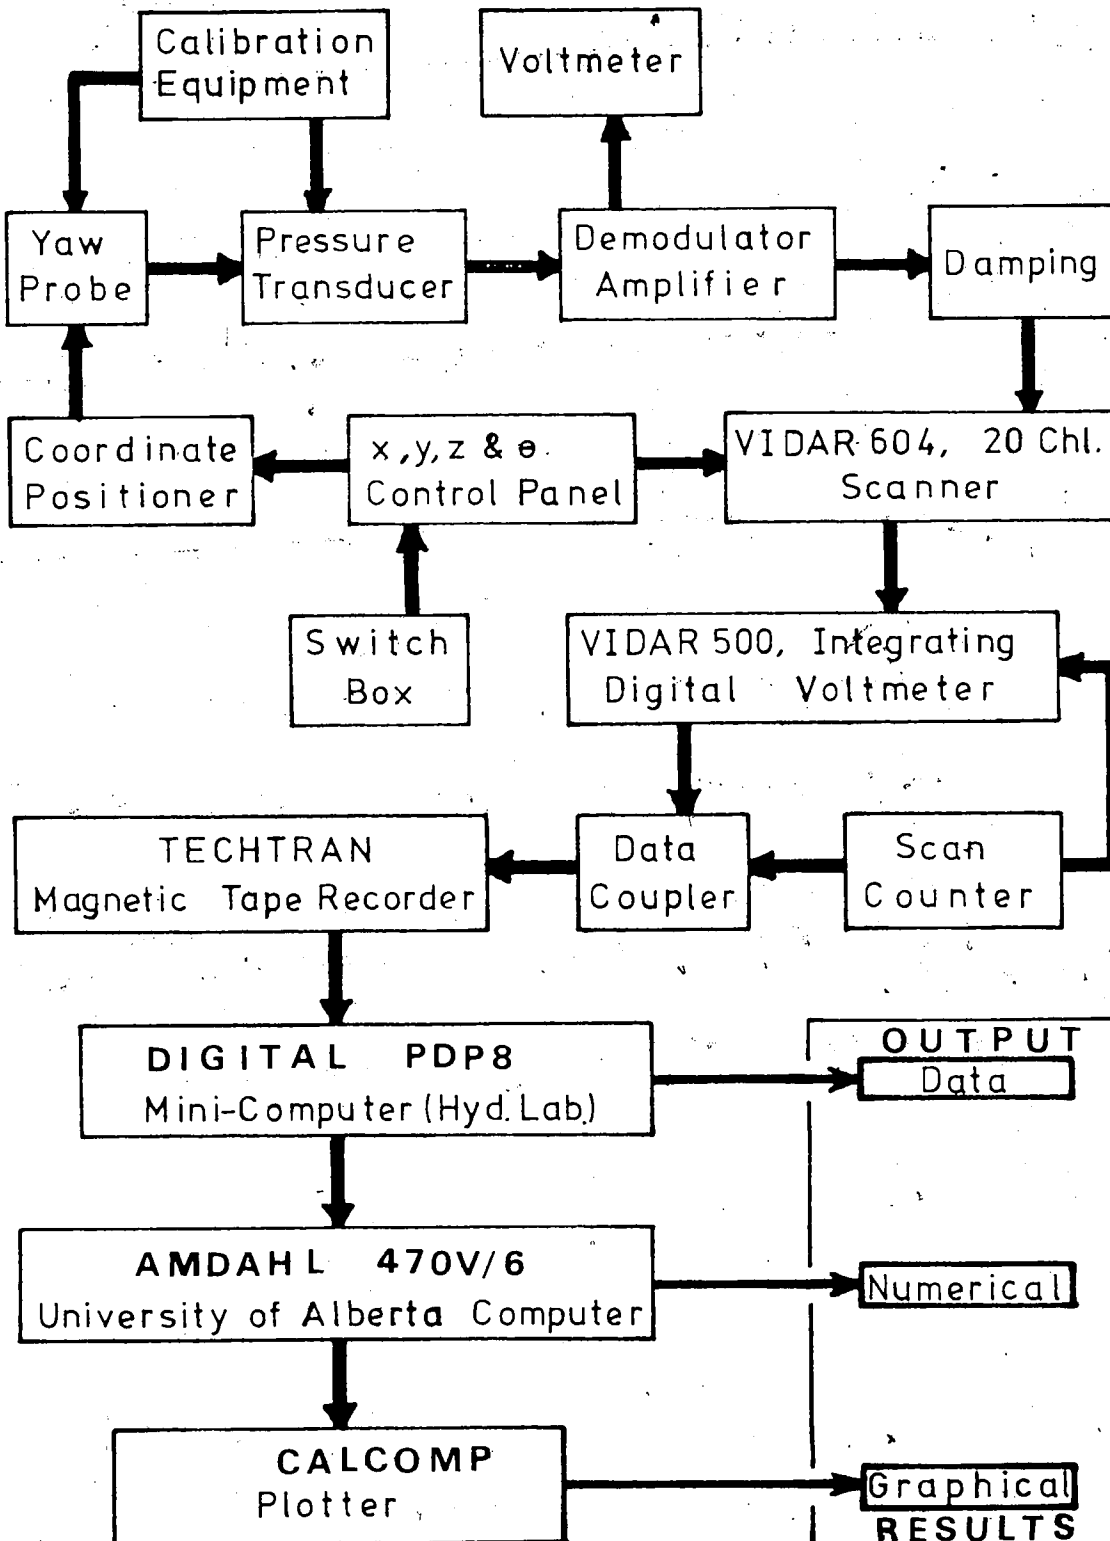 Calibration
Equipment
Voltmeter
Yaw
Probe
Pressure
Transducer
Demodulator
Amplifier
Damping
Coordinate
Positioner
x,y,z & ɵ.
Control Panel
VIDAR 604, 20 Chl.
Scanner
Switch
Box
VIDAR 500, Integrating
Digital Voltmeter
TECHTRAN
Magnetic Tape Recorder
Data
Coupler
Scan
Counter
DIGITAL PDP8
Mini-Computer (Hyd. Lab.)
OUTPUT
Data
AMDAHL 470V/6
University of Alberta Computer
Numerical
CALCOMP
Plotter
Graphical
RESULTS